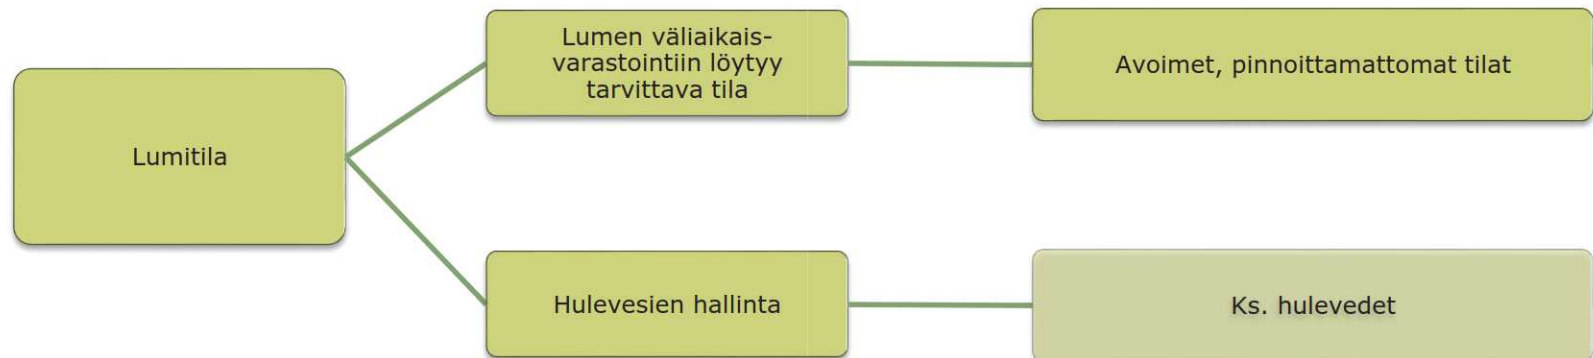 Lumitila
Lumen väliaikais-
varastointiin löytyy
tarvittava tila
Avoimet, pinnoittamattomat tilat
Hulevesien hallinta
Ks. hulevedet